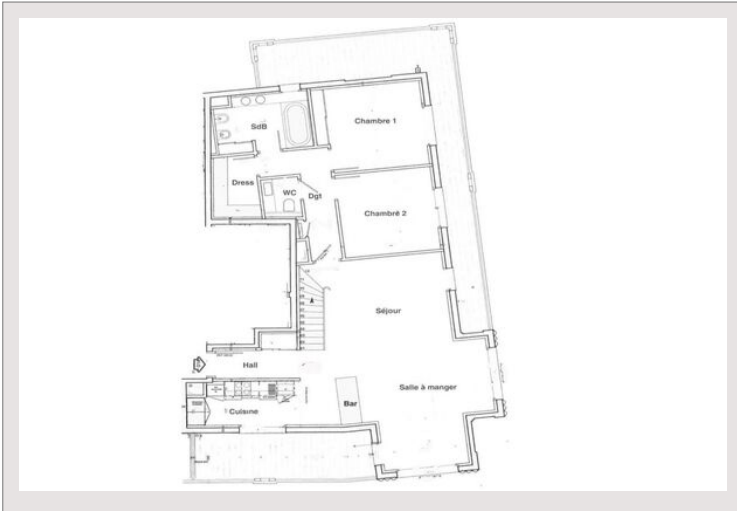 Chambre 1
SdB
Dress
WC
Dgt
Chambre 2
Séjour
Hall
Salle à manger
Bar
Cuisine